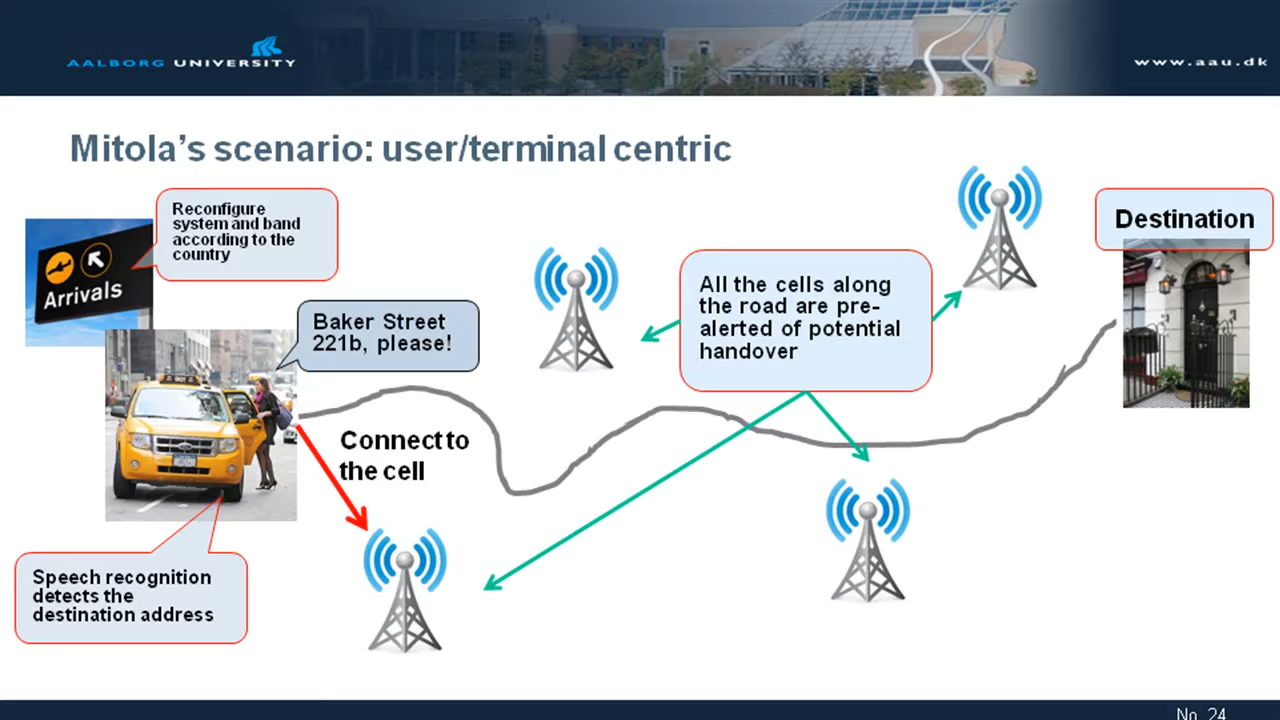 AALBORG UNIVERSITY
www.aau.dk
Mitola's scenario: user/terminal centric
Reconfigure
system and band
according to the
country
Arrivals
Baker Street
221b, please!
All the cells along
the road are pre-
alerted of potential
handover
Destination
Connect to
the cell
Speech recognition
detects the
destination address
No. 24